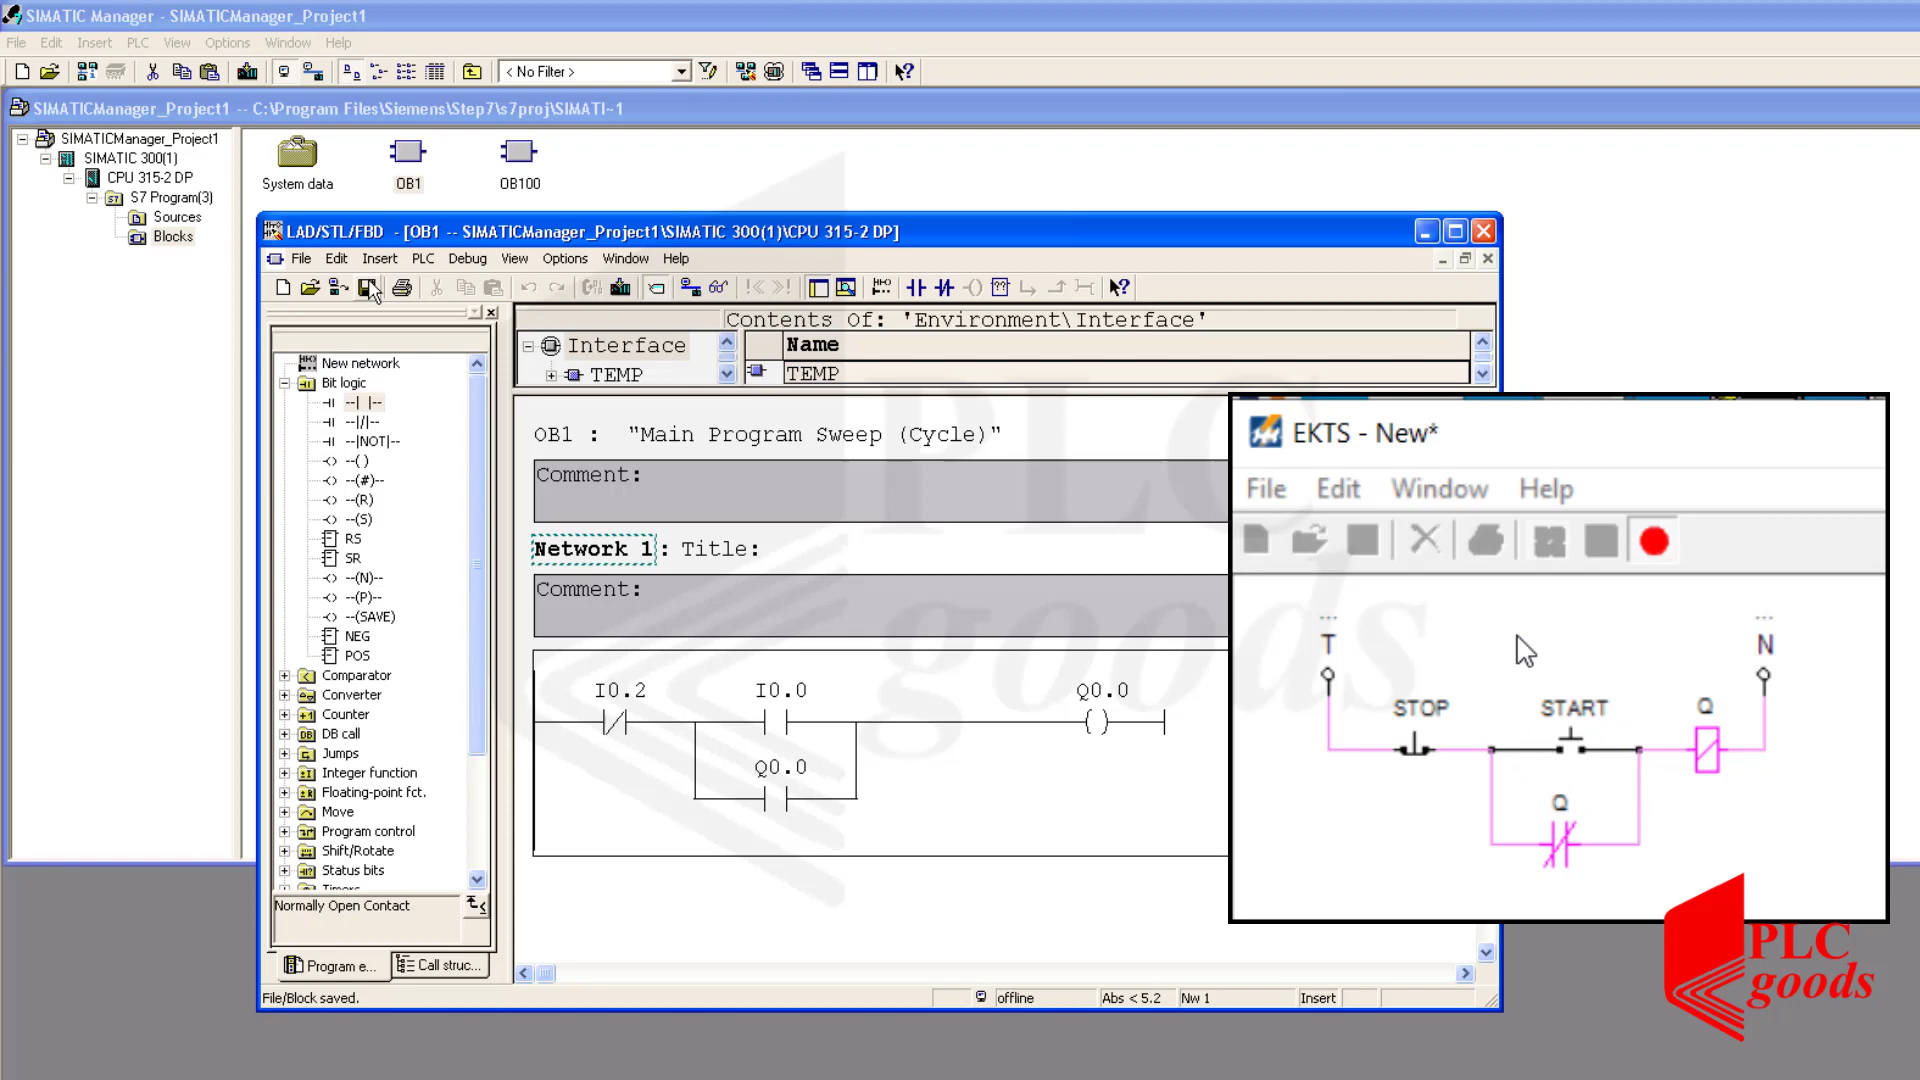 SIMATIC Manager - SIMATICManager_Project1
File Edit Insert PLC View Options Window Help
< No Filter >
SIMATICManager_Project1 -- C:\Program Files\Siemens\Step7\s7proj\SIMATI~1
SIMATICManager_Project1
SIMATIC 300(1)
CPU 315-2 DP
S7 Program(3)
Sources
Blocks
System data
OB1
OB100
LAD/STL/FBD - [OB1 -- SIMATICManager_Project1\SIMATIC 300(1)\CPU 315-2 DP]
File Edit Insert PLC Debug View Options Window Help
New network
Bit logic
--| |--
--|/|--
--|NOT|--
--( )
--(#)--
--(R)
--(S)
RS
SR
--(N)--
--(P)--
--(SAVE)
NEG
POS
Comparator
Converter
Counter
DB call
Jumps
Integer function
Floating-point fct.
Move
Program control
Shift/Rotate
Status bits
Timers
Normally Open Contact
Program e...
Call struc...
Contents Of: 'Environment\Interface'
Interface
TEMP
Name
TEMP
OB1 : "Main Program Sweep (Cycle)"
Comment:
Network 1: Title:
Comment:
I0.2
I0.0
Q0.0
Q0.0
File/Block saved.
offline
Abs < 5.2
Nw 1
Insert
EKTS - New*
File Edit Window Help
... ...
T N
STOP START Q
Q
PLC
goods
PLC
goods